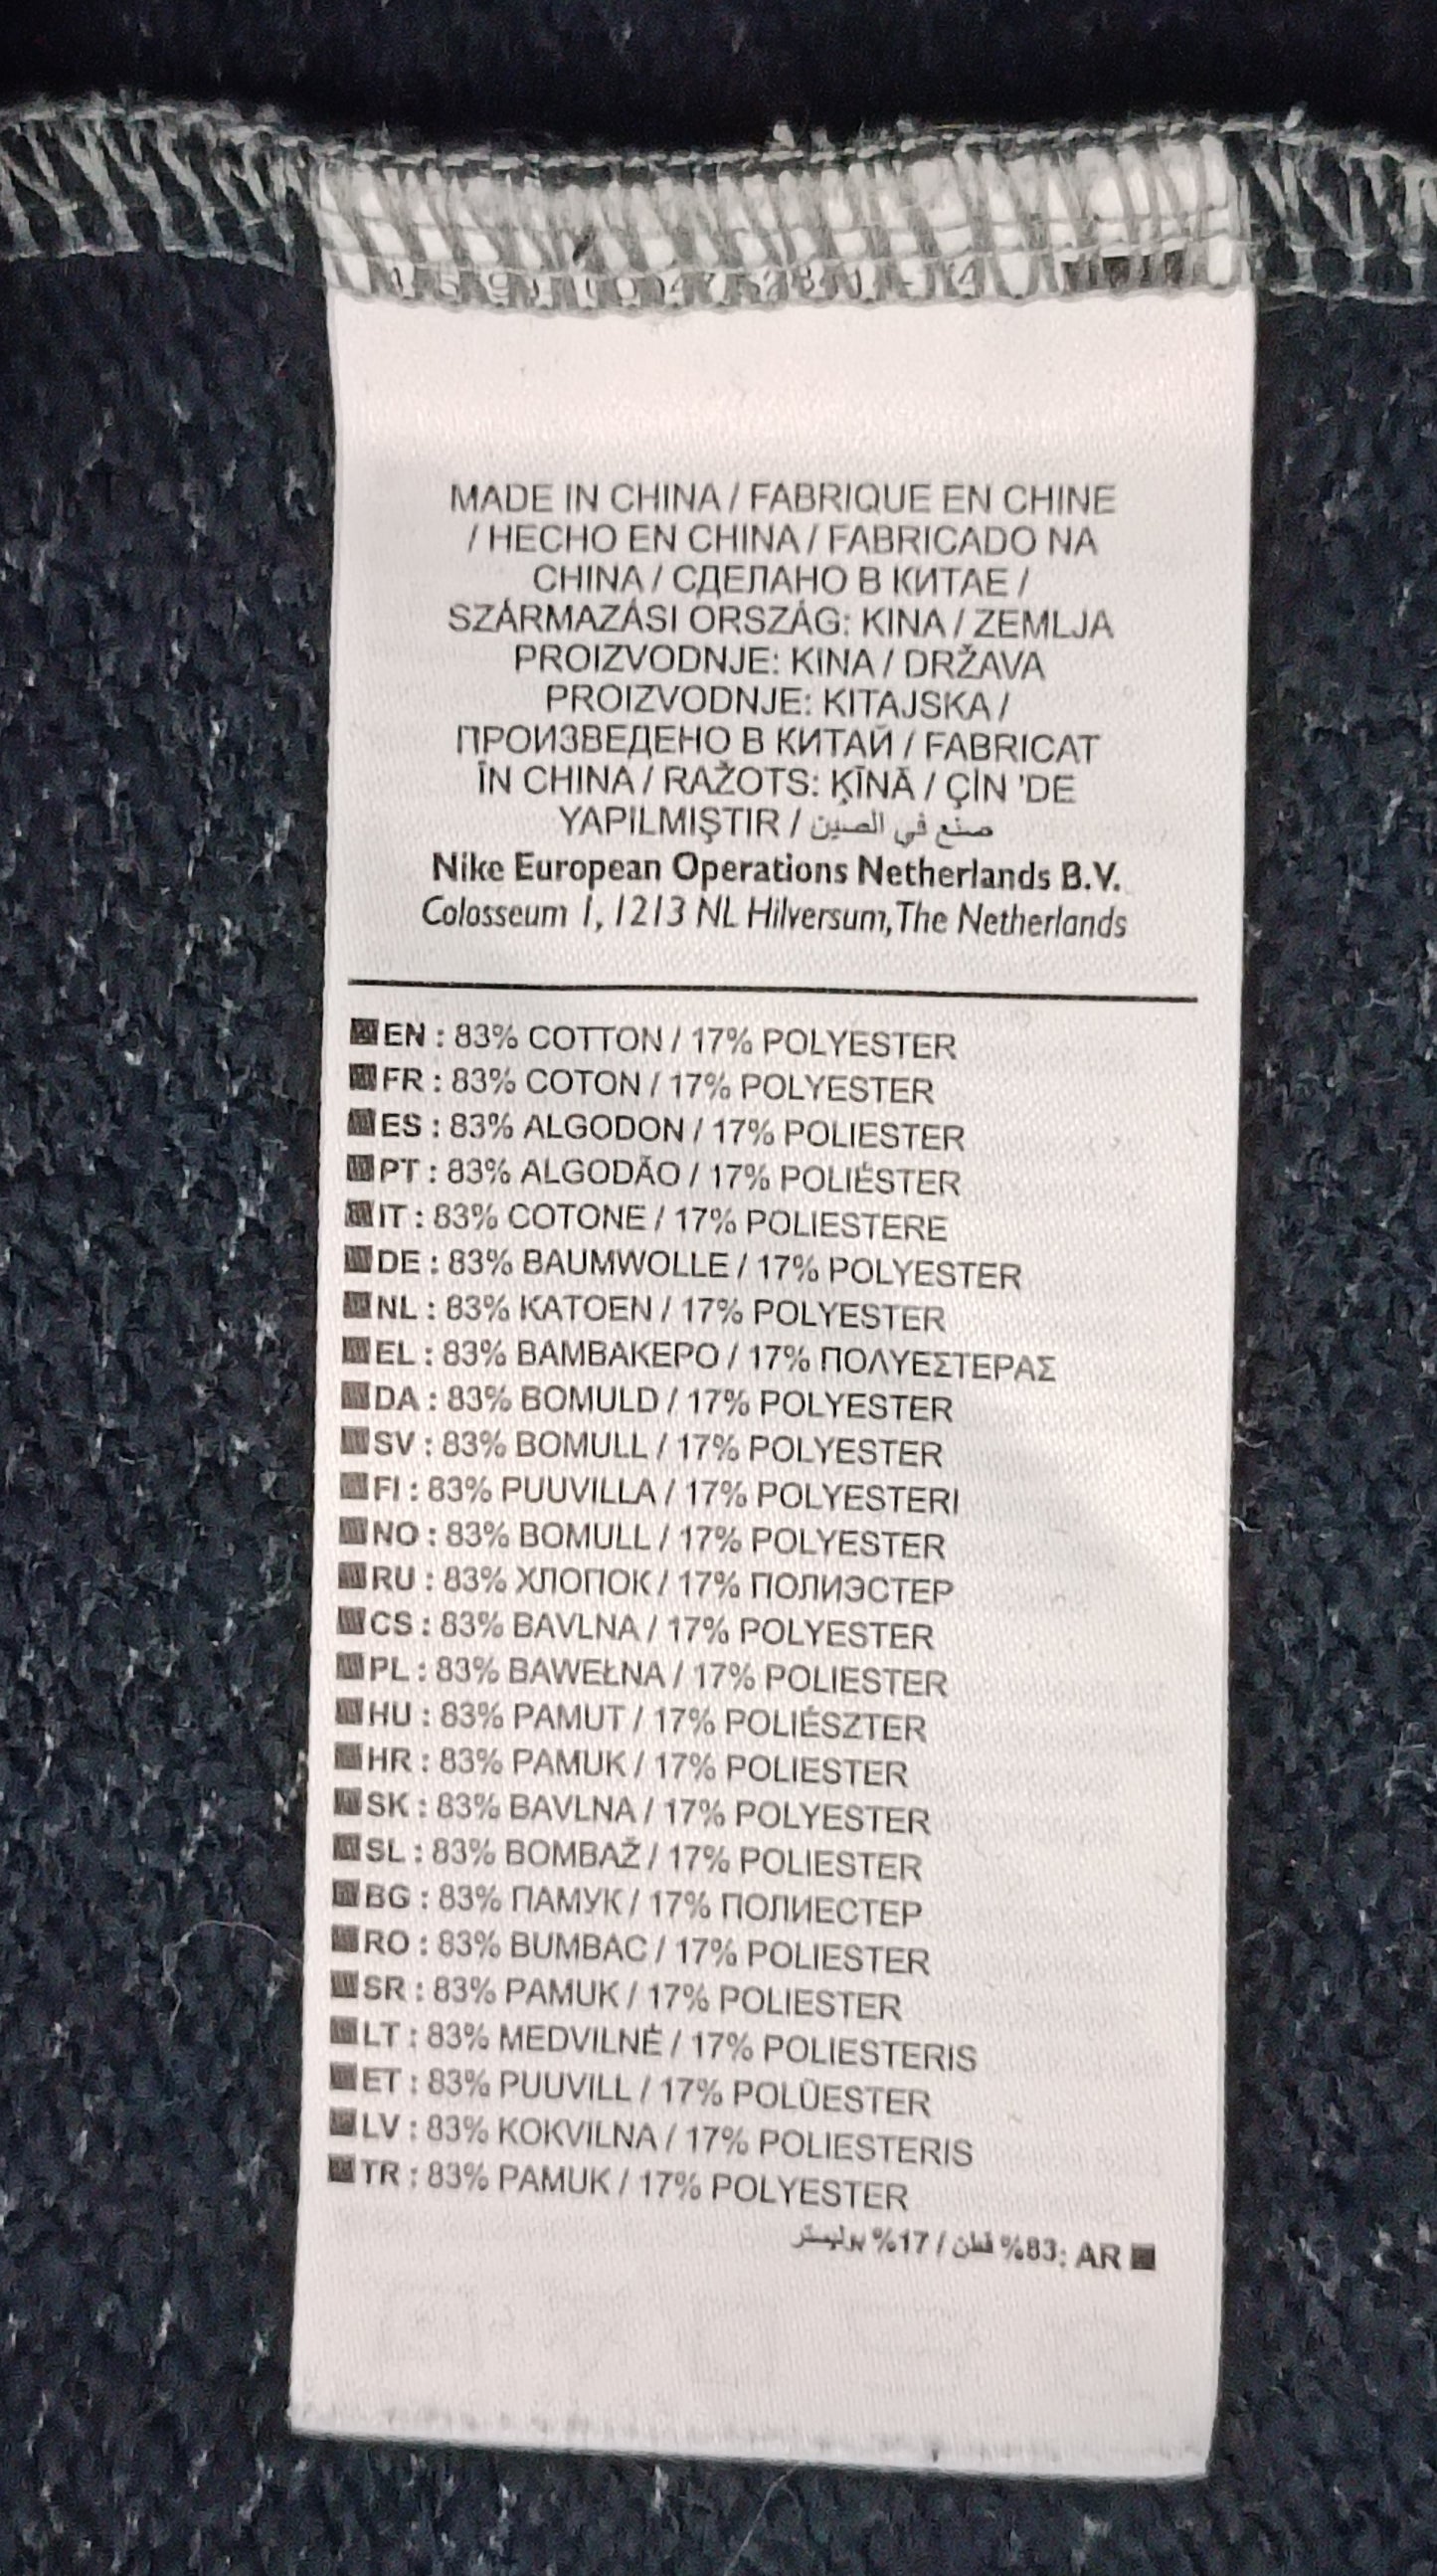 MADE IN CHINA / FABRIQUE EN CHINE
/ HECHO EN CHINA / FABRICADO NA
CHINA / СДЕЛАНО В КИТАЕ /
SZÁRMAZÁSI ORSZÁG: KINA / ZEMLJA
PROIZVODNJE: KINA / DRŽAVA
PROIZVODNJE: KITAJSKA /
ПРОИЗВЕДЕНО В КИТАЙ / FABRICAT
ÎN CHINA / RAŽOTS: ĶĪNĀ / ÇİN 'DE
YAPILMIŞTIR / صنع في الصين
Nike European Operations Netherlands B.V.
Colosseum 1, 1213 NL Hilversum, The Netherlands
EN : 83% COTTON / 17% POLYESTER
FR : 83% COTON / 17% POLYESTER
ES : 83% ALGODON / 17% POLIESTER
PT : 83% ALGODÃO / 17% POLIÉSTER
IT : 83% COTONE / 17% POLIESTERE
DE : 83% BAUMWOLLE / 17% POLYESTER
NL : 83% KATOEN / 17% POLYESTER
EL : 83% ΒΑΜΒΑΚΕΡΟ / 17% ΠΟΛΥΕΣΤΕΡΑΣ
DA : 83% BOMULD / 17% POLYESTER
SV : 83% BOMULL / 17% POLYESTER
FI : 83% PUUVILLA / 17% POLYESTERI
NO : 83% BOMULL / 17% POLYESTER
RU : 83% ХЛОПОК / 17% ПОЛИЭСТЕР
CS : 83% BAVLNA / 17% POLYESTER
PL : 83% BAWEŁNA / 17% POLIESTER
HU : 83% PAMUT / 17% POLIÉSZTER
HR : 83% PAMUK / 17% POLIESTER
SK : 83% BAVLNA / 17% POLYESTER
SL : 83% BOMBAŽ / 17% POLIESTER
BG : 83% ПАМУК / 17% ПОЛИЕСТЕР
RO : 83% BUMBAC / 17% POLIESTER
SR : 83% PAMUK / 17% POLIESTER
LT : 83% MEDVILNĖ / 17% POLIESTERIS
ET : 83% PUUVILL / 17% POLÜESTER
LV : 83% KOKVILNA / 17% POLIESTERIS
TR : 83% PAMUK / 17% POLYESTER
AR :83% قطن / 17% بوليستر